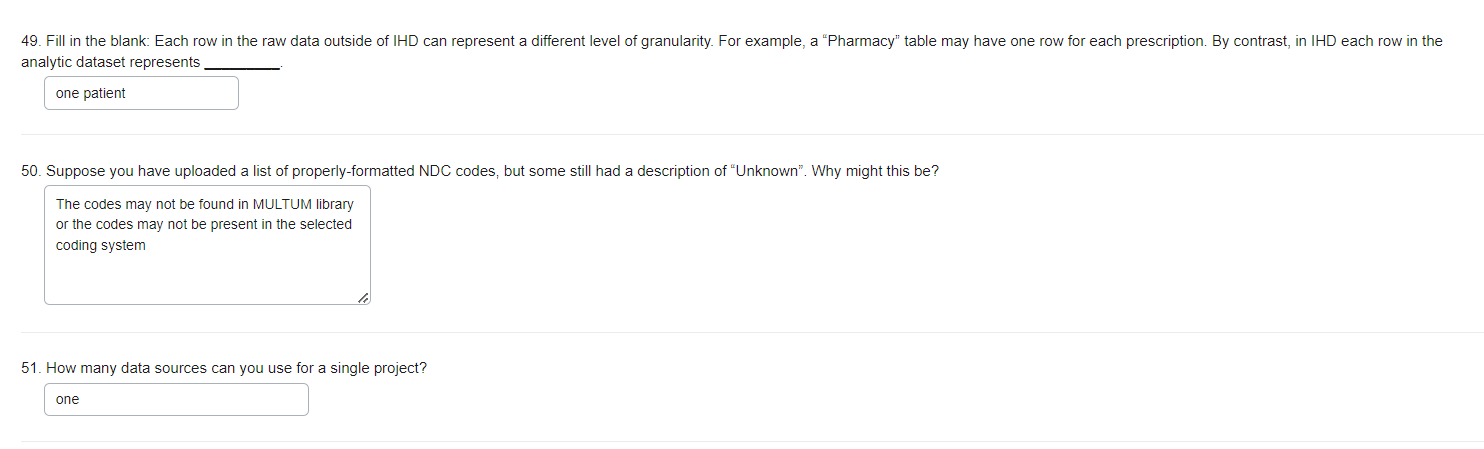 49. Fill in the blank: Each row in the raw data outside of IHD can represent a different level of granularity. For example, a “Pharmacy” table may have one row for each prescription. By contrast, in IHD each row in the
analytic dataset represents __________.
one patient
50. Suppose you have uploaded a list of properly-formatted NDC codes, but some still had a description of “Unknown”. Why might this be?
The codes may not be found in MULTUM library
or the codes may not be present in the selected
coding system
51. How many data sources can you use for a single project?
one